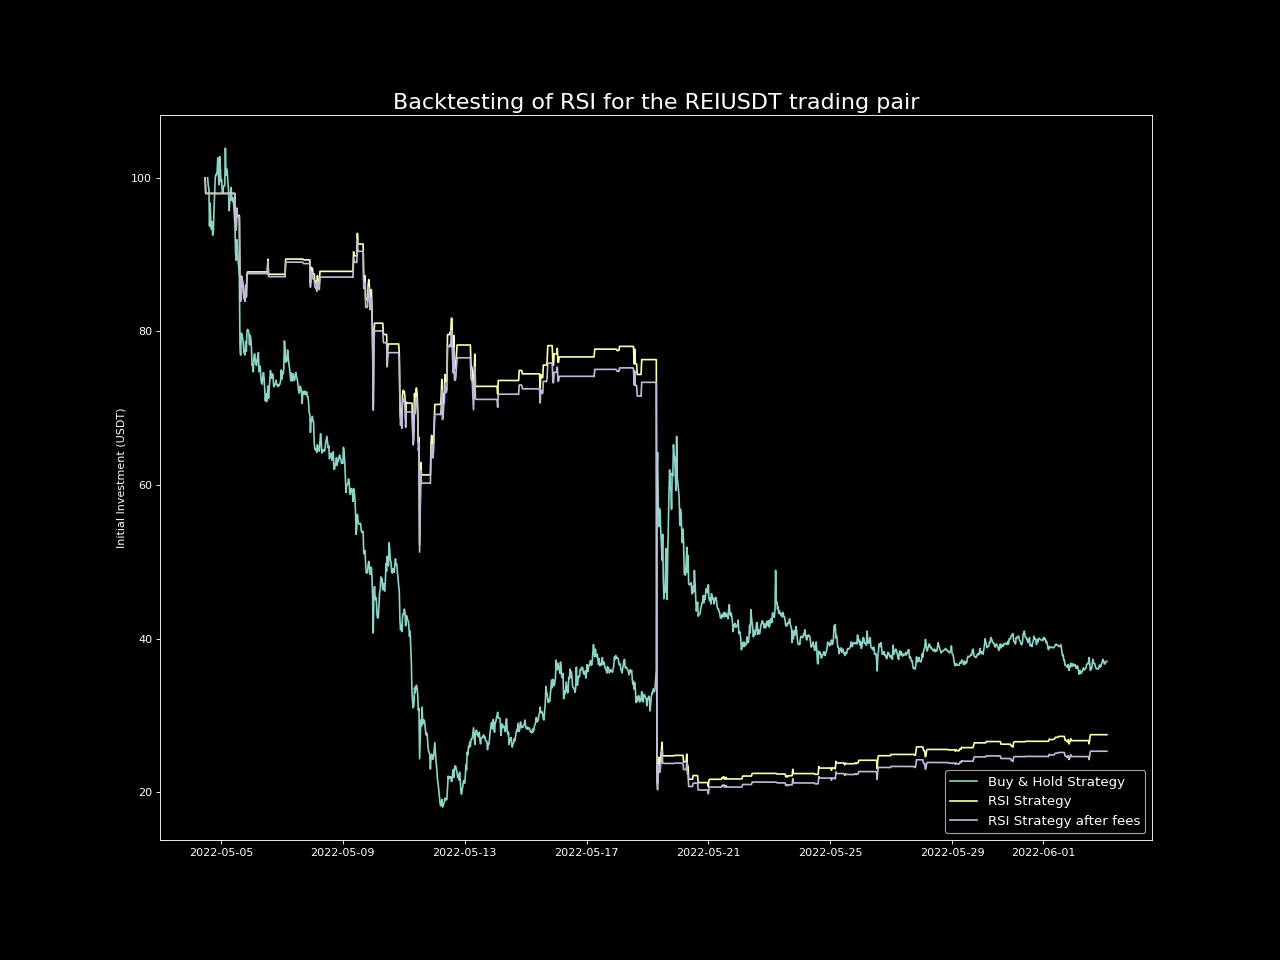 Backtesting of RSI for the REIUSDT trading pair
Initial Investment (USDT)
100
80
60
40
20
2022-05-05
2022-05-09
2022-05-13
2022-05-17
2022-05-21
2022-05-25
2022-05-29
2022-06-01
Buy & Hold Strategy
RSI Strategy
RSI Strategy after fees